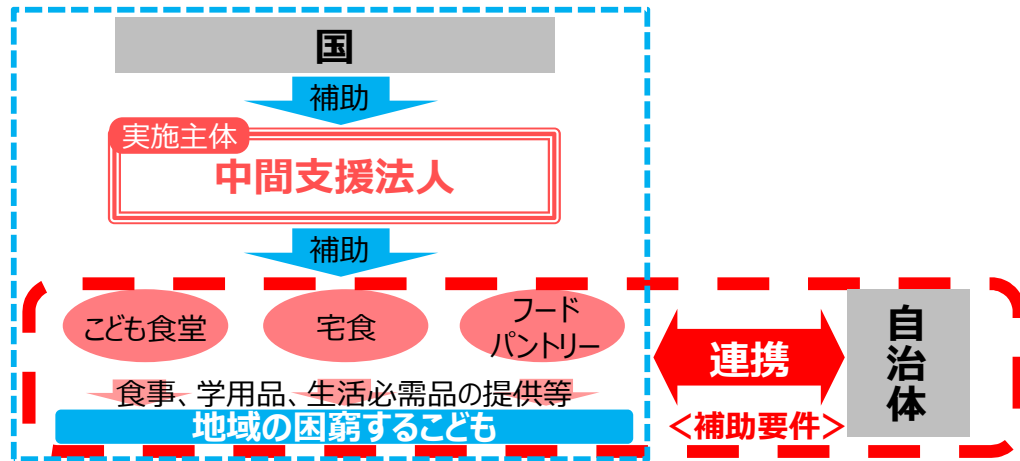 国
補助
実施主体
中間支援法人
補助
こども食堂
宅食
フード
パントリー
食事、学用品、生活必需品の提供等
地域の困窮するこども
連携
<補助要件>
自治体